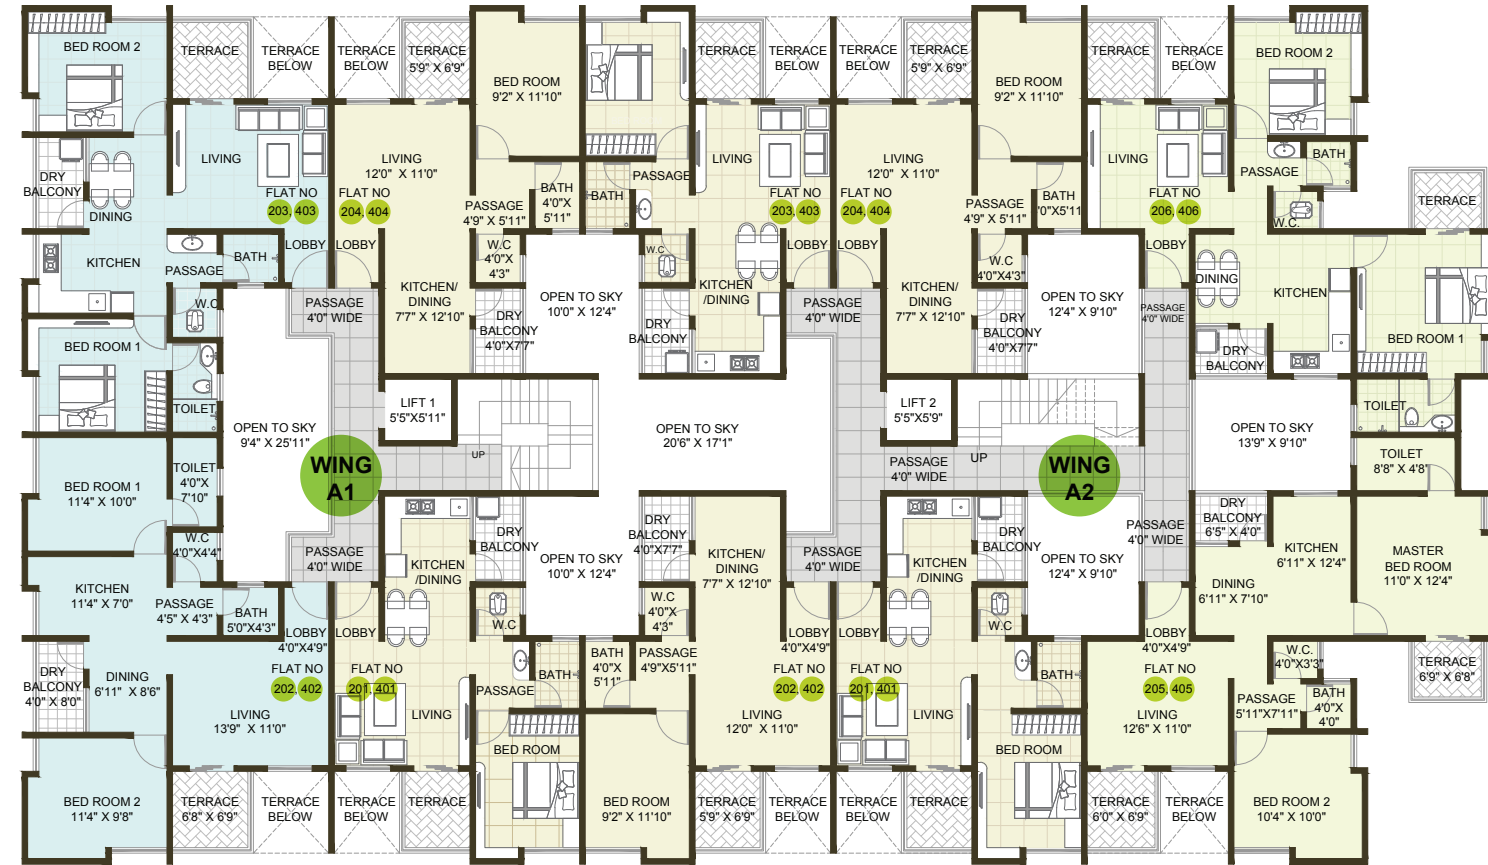 BED ROOM 2
TERRACE
TERRACE
BELOW
TERRACE
BELOW
TERRACE
5'9" X 6'9"
BED ROOM
9'2" X 11'10"
TERRACE
TERRACE
BELOW
TERRACE
BELOW
TERRACE
5'9" X 6'9"
BED ROOM
9'2" X 11'10"
TERRACE
TERRACE
BELOW
BED ROOM 2
DRY
BALCONY
DINING
LIVING
FLAT NO
203, 403
LOBBY
LIVING
12'0" X 11'0"
FLAT NO
204, 404
LOBBY
PASSAGE
4'9" X 5'11"
BATH
4'0"X
5'11"
BATH
PASSAGE
LIVING
FLAT NO
203, 403
LOBBY
LIVING
12'0" X 11'0"
FLAT NO
204, 404
LOBBY
PASSAGE
4'9" X 5'11"
BATH
LIVING
FLAT NO
206, 406
LOBBY
PASSAGE
BATH
W.C.
TERRACE
KITCHEN
PASSAGE
BATH
W.C
W.C
4'0"X
4'3"
W.C
W.C
4'0"X4'3"
DINING
KITCHEN
BED ROOM 1
PASSAGE
4'0" WIDE
KITCHEN/
DINING
7'7" X 12'10"
DRY
BALCONY
4'0"X7'7"
OPEN TO SKY
10'0" X 12'4"
DRY
BALCONY
KITCHEN
/DINING
PASSAGE
4'0" WIDE
KITCHEN/
DINING
7'7" X 12'10"
DRY
BALCONY
4'0"X7'7"
OPEN TO SKY
12'4" X 9'10"
PASSAGE
4'0" WIDE
DRY
BALCONY
BED ROOM 1
TOILET
OPEN TO SKY
9'4" X 25'11"
LIFT 1
5'5"X5'11"
UP
OPEN TO SKY
20'6" X 17'1"
LIFT 2
5'5"X5'9"
UP
PASSAGE
4'0" WIDE
OPEN TO SKY
13'9" X 9'10"
TOILET
TOILET
8'8" X 4'8"
WING
A1
WING
A2
BED ROOM 1
11'4" X 10'0"
TOILET
4'0"X
7'10"
W.C
4'0"X4'4"
PASSAGE
4'0" WIDE
KITCHEN
/DINING
DRY
BALCONY
OPEN TO SKY
10'0" X 12'4"
DRY
BALCONY
4'0"X7'7"
KITCHEN/
DINING
7'7" X 12'10"
PASSAGE
4'0" WIDE
KITCHEN
/DINING
DRY
BALCONY
OPEN TO SKY
12'4" X 9'10"
PASSAGE
4'0" WIDE
DRY
BALCONY
6'5" X 4'0"
KITCHEN
6'11" X 12'4"
DINING
6'11" X 7'10"
MASTER
BED ROOM
11'0" X 12'4"
KITCHEN
11'4" X 7'0"
PASSAGE
4'5" X 4'3"
BATH
5'0"X4'3"
LOBBY
4'0"X4'9"
LOBBY
W.C
W.C
4'0"X
4'3"
LOBBY
4'0"X4'9"
LOBBY
W.C
LOBBY
4'0"X4'9"
W.C.
4'0"X3'3"
DRY
BALCONY
4'0" X 8'0"
DINING
6'11" X 8'6"
FLAT NO
202, 402
LIVING
13'9" X 11'0"
FLAT NO
201, 401
LIVING
PASSAGE
BATH
BATH
4'0"X
5'11"
PASSAGE
4'9"X5'11"
FLAT NO
202, 402
LIVING
12'0" X 11'0"
FLAT NO
201, 401
LIVING
BATH
FLAT NO
205, 405
LIVING
12'6" X 11'0"
PASSAGE
5'11"X7'11"
BATH
4'0"X
4'0"
TERRACE
6'9" X 6'8"
BED ROOM 2
11'4" X 9'8"
TERRACE
6'8" X 6'9"
TERRACE
BELOW
TERRACE
BELOW
TERRACE
BED ROOM
BED ROOM
9'2" X 11'10"
TERRACE
5'9" X 6'9"
TERRACE
BELOW
TERRACE
BELOW
TERRACE
BED ROOM
TERRACE
6'0" X 6'9"
TERRACE
BELOW
BED ROOM 2
10'4" X 10'0"